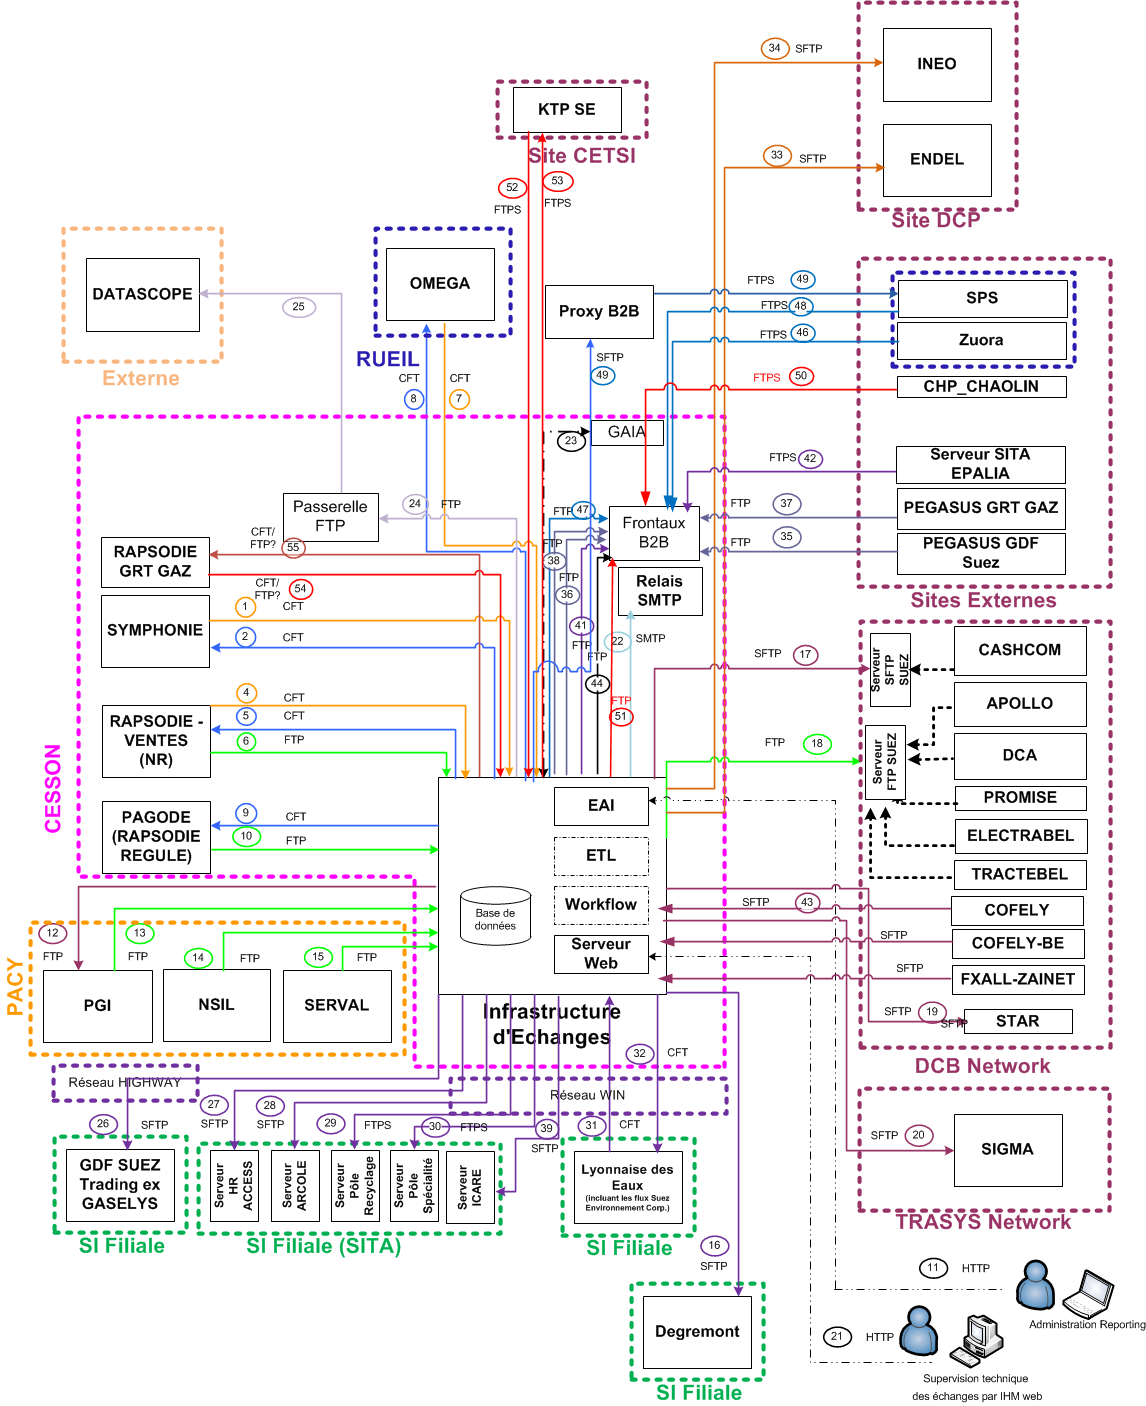 34 SFTP
INEO
KTP SE
Site CETSI
33 SFTP
ENDEL
52
FTPS
53
FTPS
Site DCP
DATASCOPE
25
Externe
OMEGA
RUEIL
CFT
8
CFT
7
Proxy B2B
SFTP
49
FTPS 49
FTPS 48
FTPS 46
SPS
Zuora
FTPS 50
CHP_CHAOLIN
GAIA
23
FTPS 42
Serveur SITA
EPALIA
FTP 37
PEGASUS GRT GAZ
FTP 35
PEGASUS GDF
Suez
Sites Externes
Passerelle
FTP
24 FTP
FTP 47
Frontaux
B2B
FTP
38
FTP
36
41
FTP
FTP
44
Relais
SMTP
22 SMTP
FTP
51
CESSON
RAPSODIE
GRT GAZ
CFT/
FTP? 55
CFT/
FTP? 54
SYMPHONIE
1 CFT
2 CFT
RAPSODIE -
VENTES
(NR)
4 CFT
5 CFT
6 FTP
PAGODE
(RAPSODIE
REGULE)
9 CFT
10 FTP
SFTP 17
Serveur
SFTP
SUEZ
CASHCOM
FTP 18
Serveur
FTP SUEZ
APOLLO
DCA
PROMISE
ELECTRABEL
TRACTEBEL
SFTP 43
COFELY
SFTP
COFELY-BE
SFTP
FXALL-ZAINET
SFTP 19
SFTP
STAR
DCB Network
EAI
ETL
Workflow
Serveur
Web
Base de
données
Infrastructure
d'Echanges
PACY
12
FTP
13
FTP
14 FTP
15 FTP
PGI
NSIL
SERVAL
Réseau HIGHWAY
Réseau WIN
32 CFT
26 SFTP
27
SFTP
28
SFTP
29 FTPS
30 FTPS
39
SFTP
31 CFT
GDF SUEZ
Trading ex
GASELYS
SI Filiale
Serveur
HR
ACCESS
Serveur
ARCOLE
Serveur
Pôle
Recyclage
Serveur
Pôle
Spécialité
Serveur
ICARE
SI Filiale (SITA)
Lyonnaise des
Eaux
(incluant les flux Suez
Environnement Corp.)
SI Filiale
16
SFTP
Degremont
SI Filiale
SFTP 20
SIGMA
TRASYS Network
11 HTTP
Administration Reporting
21 HTTP
Supervision technique
des échanges par IHM web